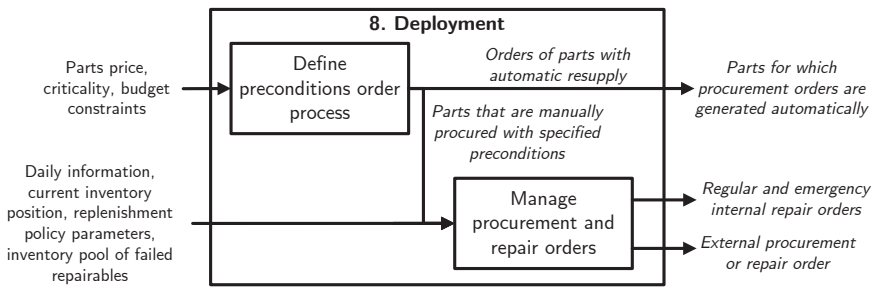 8. Deployment
Parts price,
criticality, budget
constraints
Define
preconditions order
process
Orders of parts with
automatic resupply
Parts for which
procurement orders are
generated automatically
Parts that are manually
procured with specified
preconditions
Daily information,
current inventory
position, replenishment
policy parameters,
inventory pool of failed
repairables
Manage
procurement and
repair orders
Regular and emergency
internal repair orders
External procurement
or repair order